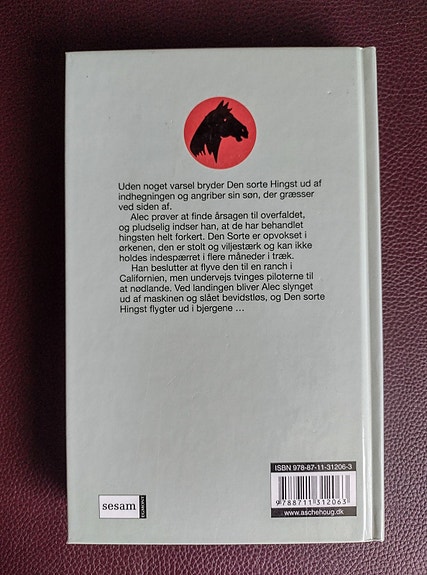 Uden noget varsel bryder Den sorte Hingst ud af
indhegningen og angriber sin søn, der græsser
ved siden af.
Alec prøver at finde årsagen til overfaldet,
og pludselig indser han, at de har behandlet
hingsten helt forkert. Den Sorte er opvokset i
ørkenen, den er stolt og viljestærk og kan ikke
holdes indespærret i flere måneder i træk.
Han beslutter at flyve den til en ranch i
Californien, men undervejs tvinges piloterne til
at nødlande. Ved landingen bliver Alec slynget
ud af maskinen og slået bevidstløs, og Den sorte
Hingst flygter ud i bjergene ...
ISBN 978-87-11-31206-3
9 788711 312063
www.aschehoug.dk
sesam
EGMONT